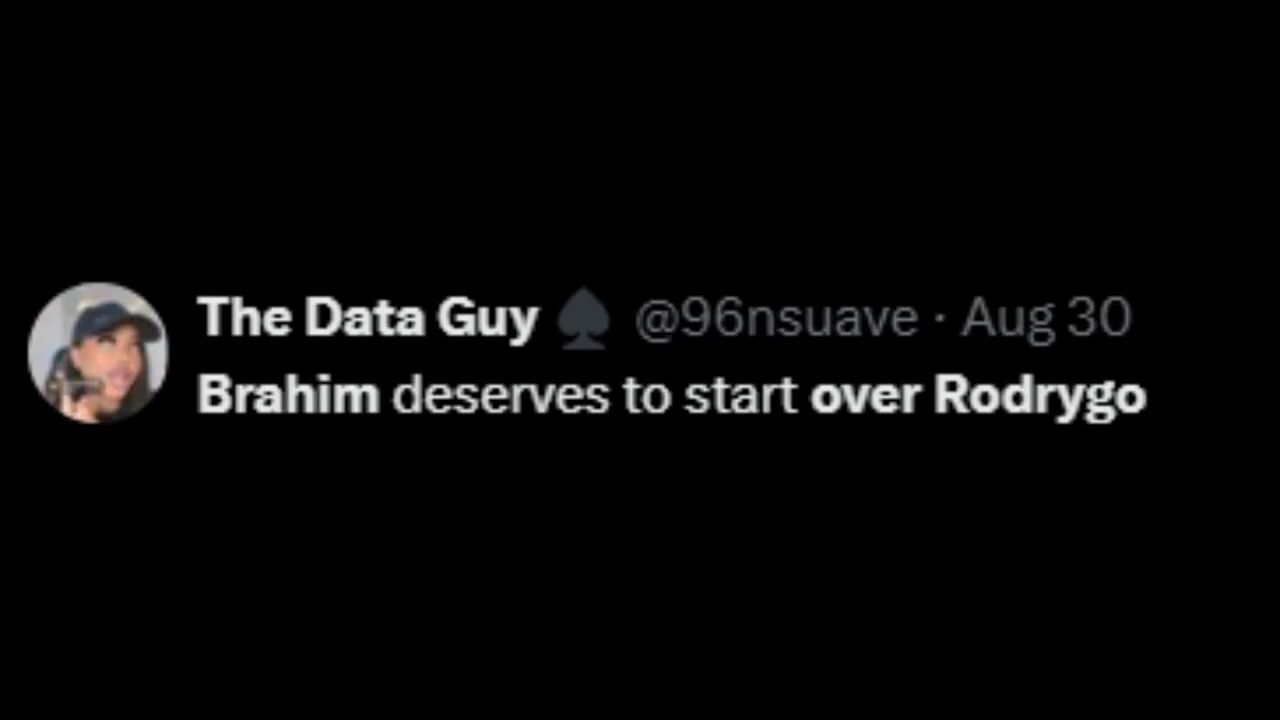 The Data Guy ♠ @96nsuave · Aug 30
Brahim deserves to start over Rodrygo